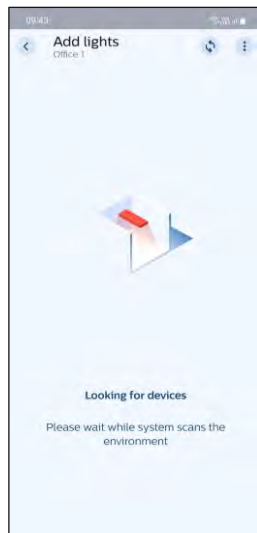 09:43
Add lights
Office 1
Looking for devices
Please wait while system scans the
environment